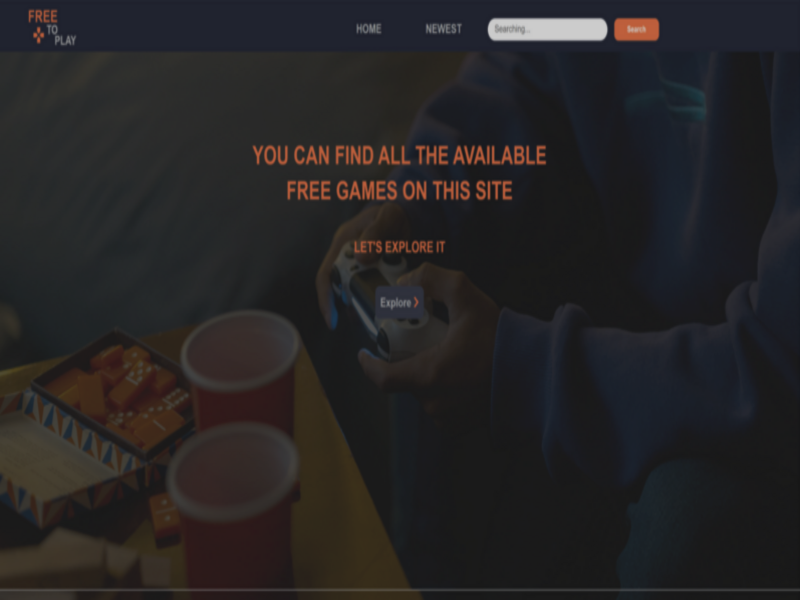 FREE
TO
PLAY
HOME
NEWEST
Searching...
Search
YOU CAN FIND ALL THE AVAILABLE
FREE GAMES ON THIS SITE
LET'S EXPLORE IT
Explore ❯